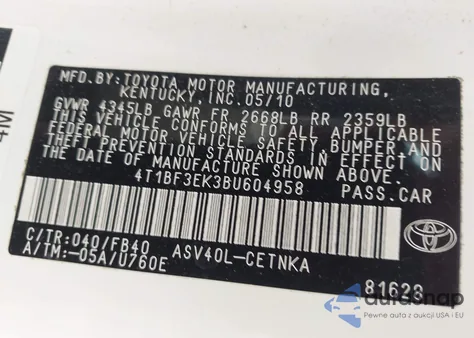 4M
MFD.BY:TOYOTA MOTOR MANUFACTURING,
KENTUCKY, INC.05/10
GVWR 4345LB GAWR FR 2668LB RR 2359LB
THIS VEHICLE CONFORMS TO ALL APPLICABLE
FEDERAL MOTOR VEHICLE SAFETY, BUMPER, AND
THEFT PREVENTION STANDARDS IN EFFECT ON
THE DATE OF MANUFACTURE SHOWN ABOVE.
4T1BF3EK3BU604958 PASS.CAR
C/TR:040/FB40 ASV40L-CETNKA
A/TM:-05A/U760E
TOYOTA
81623
autosnap
Pewne auta z aukcji USA i EU